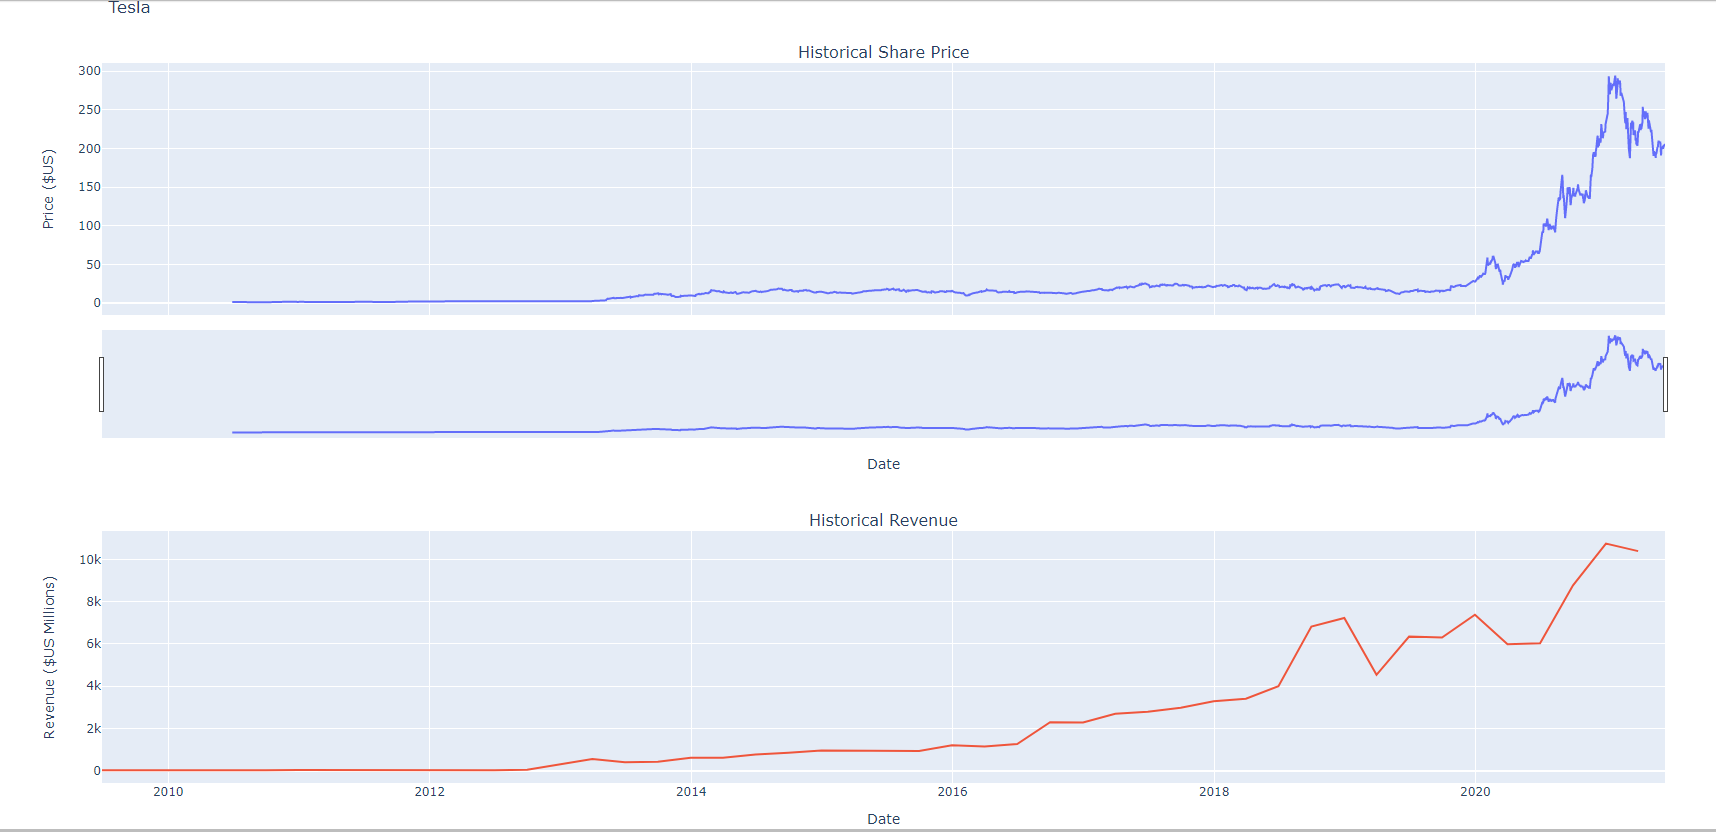 Tesla
Historical Share Price
300
250
200
150
100
50
0
Price ($US)
Date
Historical Revenue
10k
8k
6k
4k
2k
0
Revenue ($US Millions)
2010 2012 2014 2016 2018 2020
Date